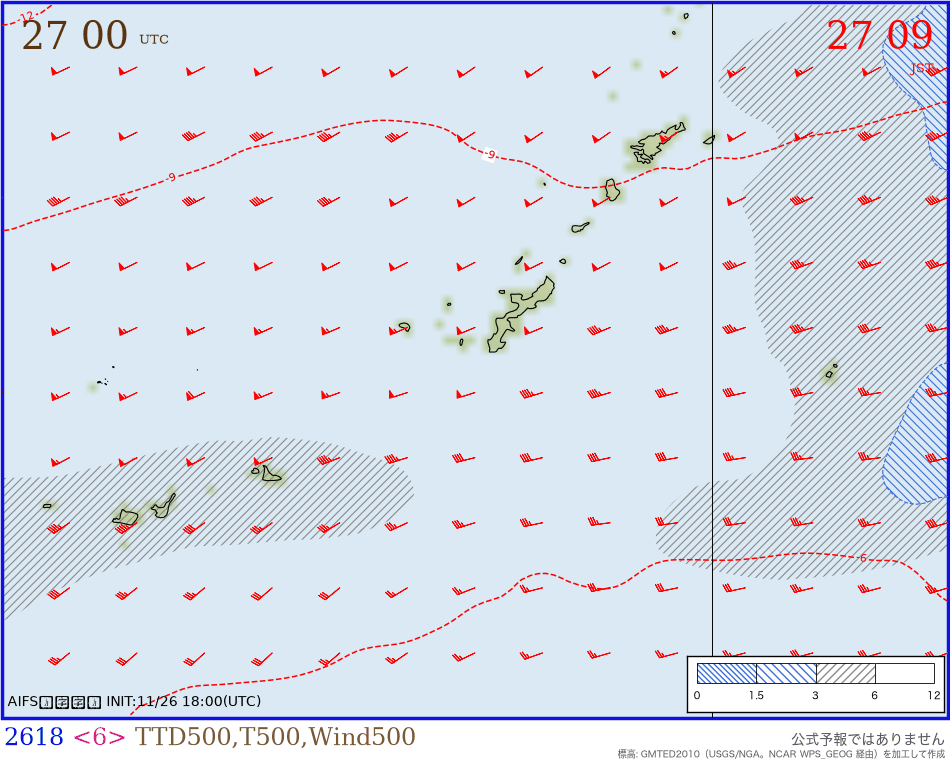 -12
27 00 UTC
27 09
JST
-9
-9
-6
AIFS INIT:11/26 18:00(UTC)
0 1.5 3 6 12
2618 <6> TTD500,T500,Wind500
公式予報ではありません
標高: GMTED2010（USGS/NGA。NCAR WPS_GEOG 経由）を加工して作成